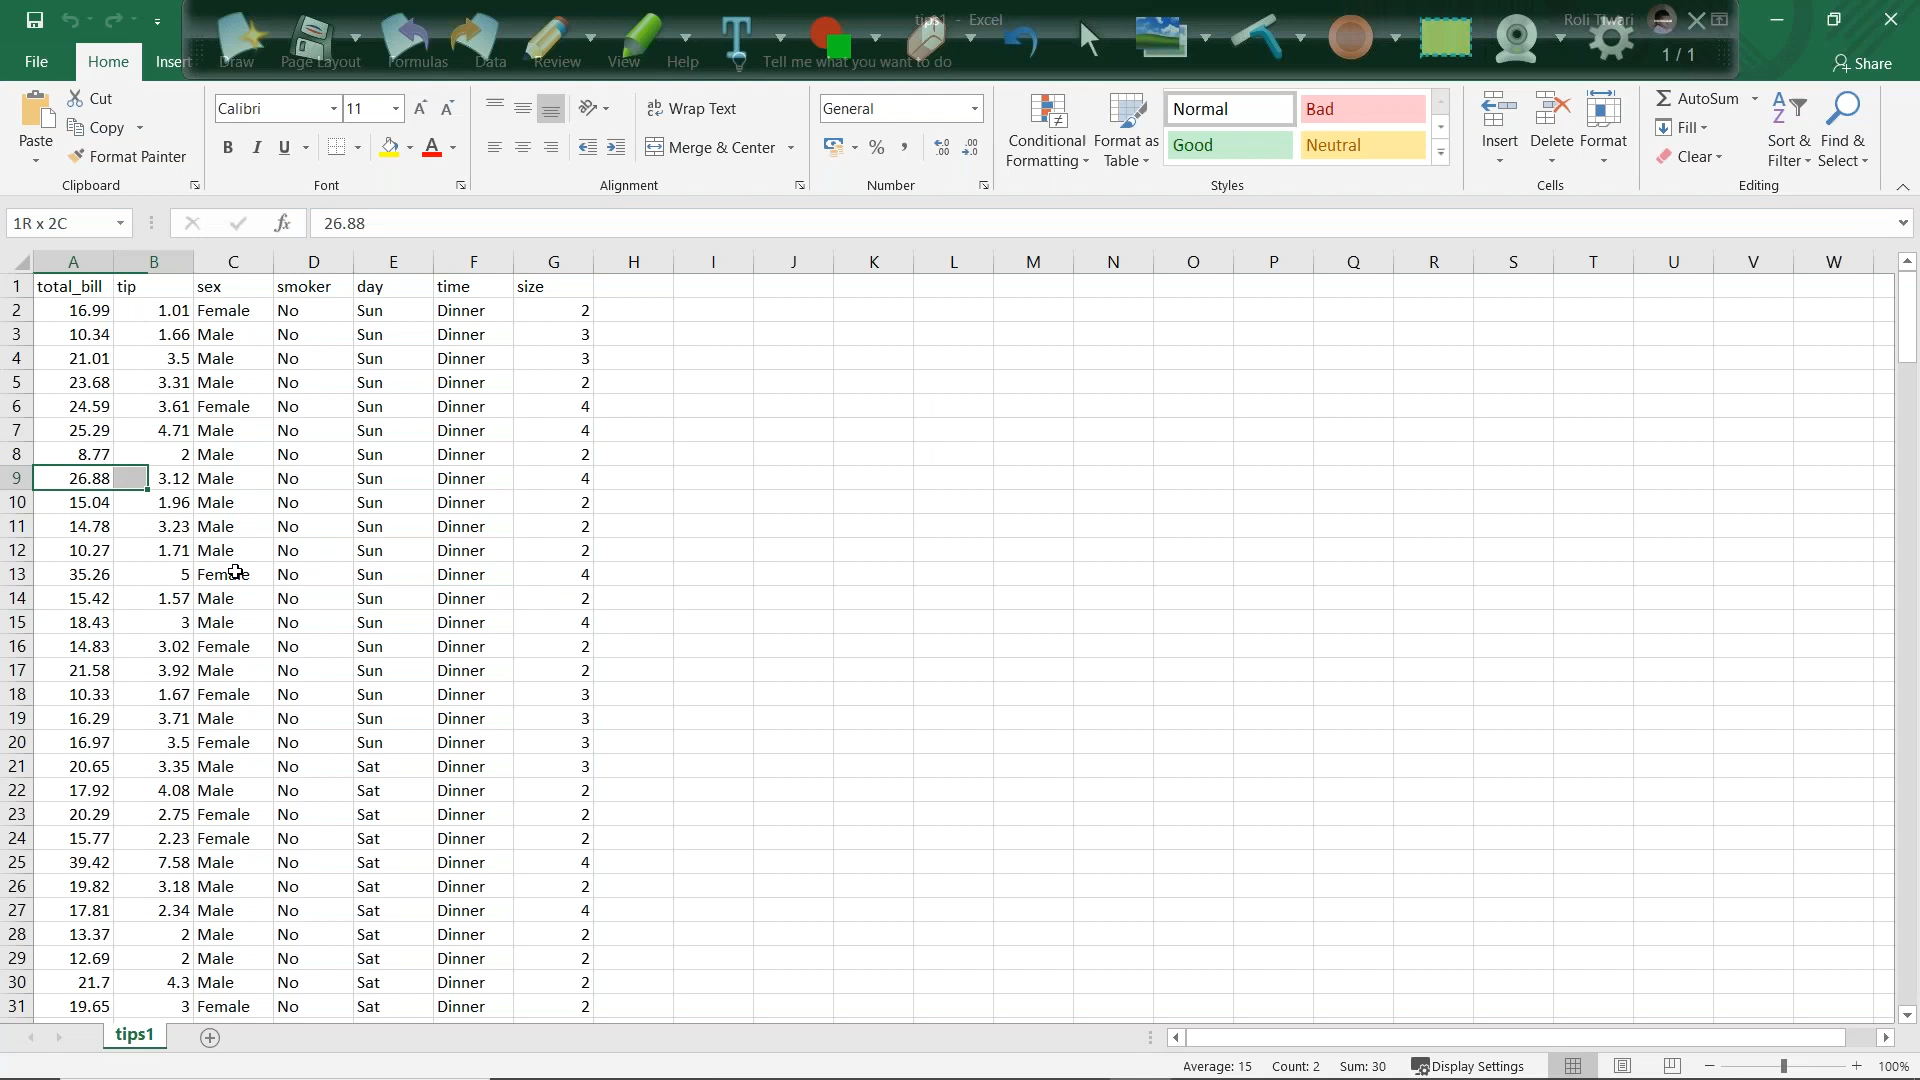 tips1 - Excel
Roli Tiwari
File Home Insert Draw Page Layout Formulas Data Review View Help Tell me what you want to do
1 / 1
Share
Cut
Copy
Format Painter
Paste
Clipboard
Calibri 11
B I U
Font
Wrap Text
Merge & Center
Alignment
General
Number
Conditional Formatting
Format as Table
Normal Bad
Good Neutral
Styles
Insert Delete Format
Cells
AutoSum
Fill
Clear
Sort & Filter
Find & Select
Editing
1R x 2C fx 26.88
A B C D E F G H I J K L M N O P Q R S T U V W
1 total_bill tip sex smoker day time size
2 16.99 1.01 Female No Sun Dinner 2
3 10.34 1.66 Male No Sun Dinner 3
4 21.01 3.5 Male No Sun Dinner 3
5 23.68 3.31 Male No Sun Dinner 2
6 24.59 3.61 Female No Sun Dinner 4
7 25.29 4.71 Male No Sun Dinner 4
8 8.77 2 Male No Sun Dinner 2
9 26.88 3.12 Male No Sun Dinner 4
10 15.04 1.96 Male No Sun Dinner 2
11 14.78 3.23 Male No Sun Dinner 2
12 10.27 1.71 Male No Sun Dinner 2
13 35.26 5 Female No Sun Dinner 4
14 15.42 1.57 Male No Sun Dinner 2
15 18.43 3 Male No Sun Dinner 4
16 14.83 3.02 Female No Sun Dinner 2
17 21.58 3.92 Male No Sun Dinner 2
18 10.33 1.67 Female No Sun Dinner 3
19 16.29 3.71 Male No Sun Dinner 3
20 16.97 3.5 Female No Sun Dinner 3
21 20.65 3.35 Male No Sat Dinner 3
22 17.92 4.08 Male No Sat Dinner 2
23 20.29 2.75 Female No Sat Dinner 2
24 15.77 2.23 Female No Sat Dinner 2
25 39.42 7.58 Male No Sat Dinner 4
26 19.82 3.18 Male No Sat Dinner 2
27 17.81 2.34 Male No Sat Dinner 4
28 13.37 2 Male No Sat Dinner 2
29 12.69 2 Male No Sat Dinner 2
30 21.7 4.3 Male No Sat Dinner 2
31 19.65 3 Female No Sat Dinner 2
tips1
Average: 15 Count: 2 Sum: 30 Display Settings 100%